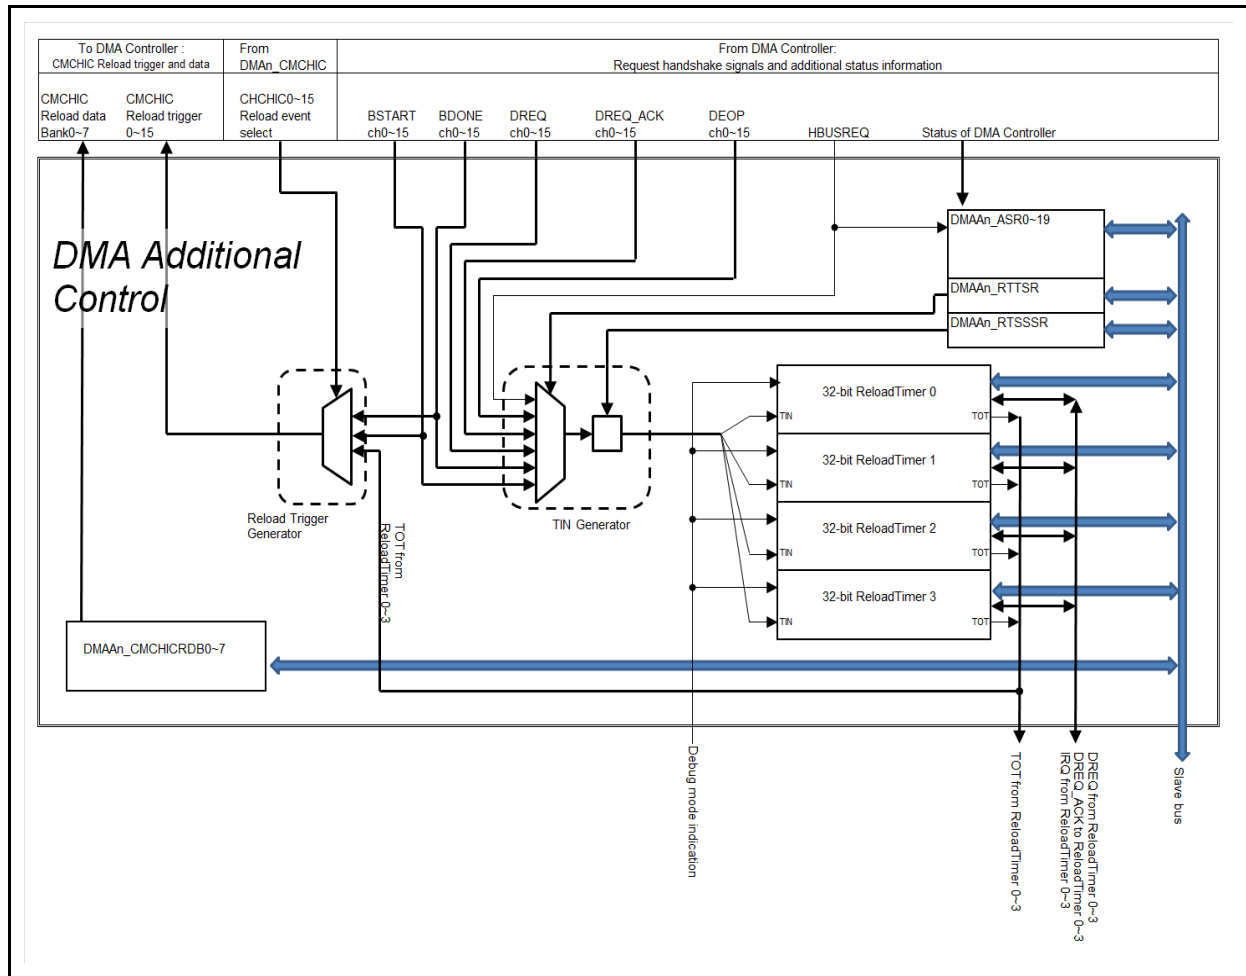 To DMA Controller :
CMCHIC Reload trigger and data
From
DMAn_CMCHIC
From DMA Controller:
Request handshake signals and additional status information
CMCHIC
Reload data
Bank0~7
CMCHIC
Reload trigger
0~15
CHCHIC0~15
Reload event
select
BSTART
ch0~15
BDONE
ch0~15
DREQ
ch0~15
DREQ_ACK
ch0~15
DEOP
ch0~15
HBUSREQ
Status of DMA Controller
DMA Additional
Control
DMAAn_ASR0~19
DMAAn_RTTSR
DMAAn_RTSSSR
32-bit ReloadTimer 0
TIN
TOT
32-bit ReloadTimer 1
TIN
TOT
32-bit ReloadTimer 2
TIN
TOT
32-bit ReloadTimer 3
TIN
TOT
Reload Trigger
Generator
TIN Generator
TOT from
ReloadTimer 0~3
DMAAn_CMCHICRDB0~7
Debug mode indication
TOT from ReloadTimer 0~3
DREQ from ReloadTimer 0~3
DREQ_ACK to ReloadTimer 0~3
IRQ from ReloadTimer 0~3
Slave bus